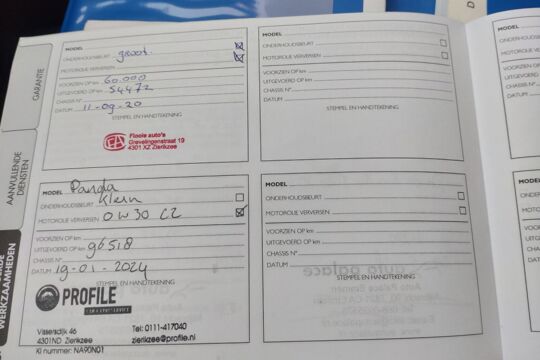 GARANTIE
AANVULLENDE
DIENSTEN
WERKZAAMHEDEN
MODEL
ONDERHOUDSBEURT groot
MOTOROLIE VERVERSEN
VOORZIEN OP km 60.000
UITGEVOERD OP km 54472
CHASSIS N°
DATUM 11-09-20
STEMPEL EN HANDTEKENING
Floois auto's
Grevelingenstraat 19
4301 XZ Zierikzee
MODEL
ONDERHOUDSBEURT
MOTOROLIE VERVERSEN
VOORZIEN OP km
UITGEVOERD OP km
CHASSIS N°
DATUM
STEMPEL EN HANDTEKENING
MODEL Panda
ONDERHOUDSBEURT Klein
MOTOROLIE VERVERSEN 0W30 C2
VOORZIEN OP km
UITGEVOERD OP km 96518
CHASSIS N°
DATUM 19-01-2024
STEMPEL EN HANDTEKENING
PROFILE
Vissersdijk 46
4301ND Zierikzee
KI nummer: NA90N01
Tel: 0111-417040
zierikzee@profile.nl
MODEL
ONDERHOUDSBEURT
MOTOROLIE VERVERSEN
VOORZIEN OP km
UITGEVOERD OP km
CHASSIS N°
DATUM
STEMPEL EN HANDTEKENING
MODEL